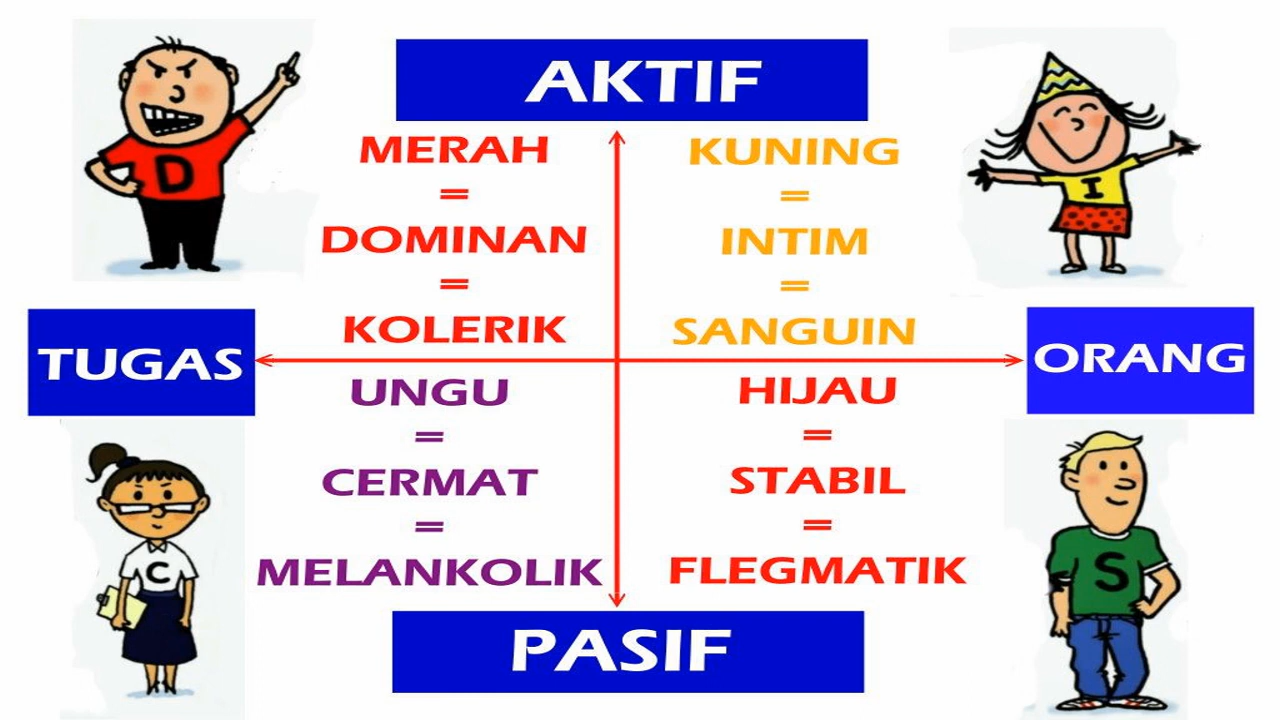 AKTIF
D
MERAH
=
DOMINAN
=
KOLERIK
KUNING
=
INTIM
=
SANGUIN
I
TUGAS
ORANG
C
UNGU
=
CERMAT
=
MELANKOLIK
HIJAU
=
STABIL
=
FLEGMATIK
S
PASIF